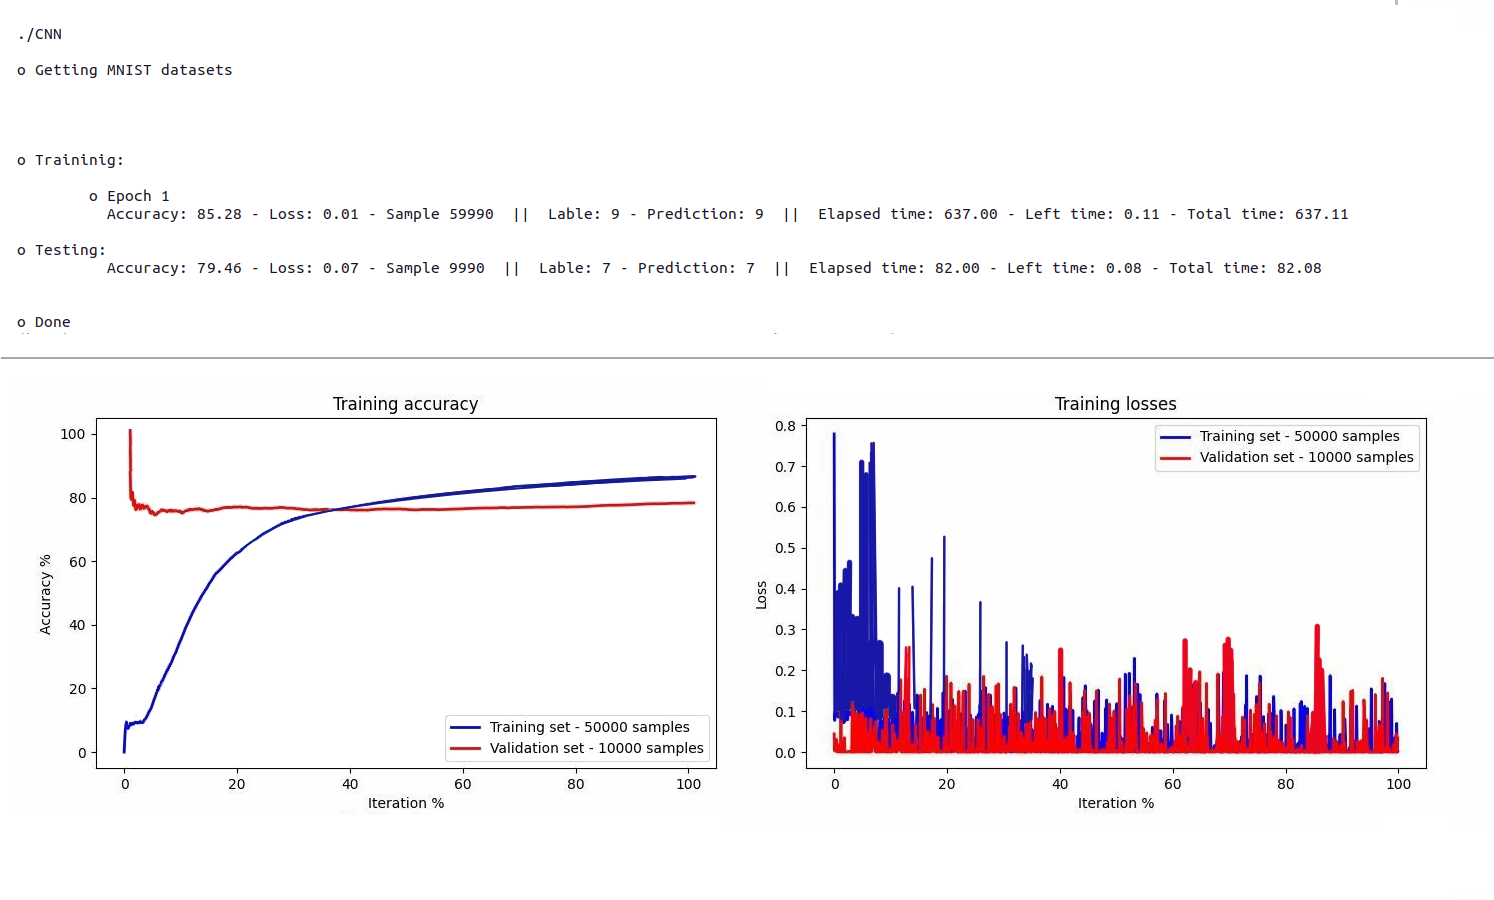 ./CNN
o Getting MNIST datasets
o Traininig:
o Epoch 1
Accuracy: 85.28 - Loss: 0.01 - Sample 59990 || Lable: 9 - Prediction: 9 || Elapsed time: 637.00 - Left time: 0.11 - Total time: 637.11
o Testing:
Accuracy: 79.46 - Loss: 0.07 - Sample 9990 || Lable: 7 - Prediction: 7 || Elapsed time: 82.00 - Left time: 0.08 - Total time: 82.08
o Done
Training accuracy
100
80
60
40
20
0
Accuracy %
Training set - 50000 samples
Validation set - 10000 samples
0 20 40 60 80 100
Iteration %
Training losses
0.8
0.7
0.6
0.5
0.4
0.3
0.2
0.1
0.0
Loss
Training set - 50000 samples
Validation set - 10000 samples
0 20 40 60 80 100
Iteration %